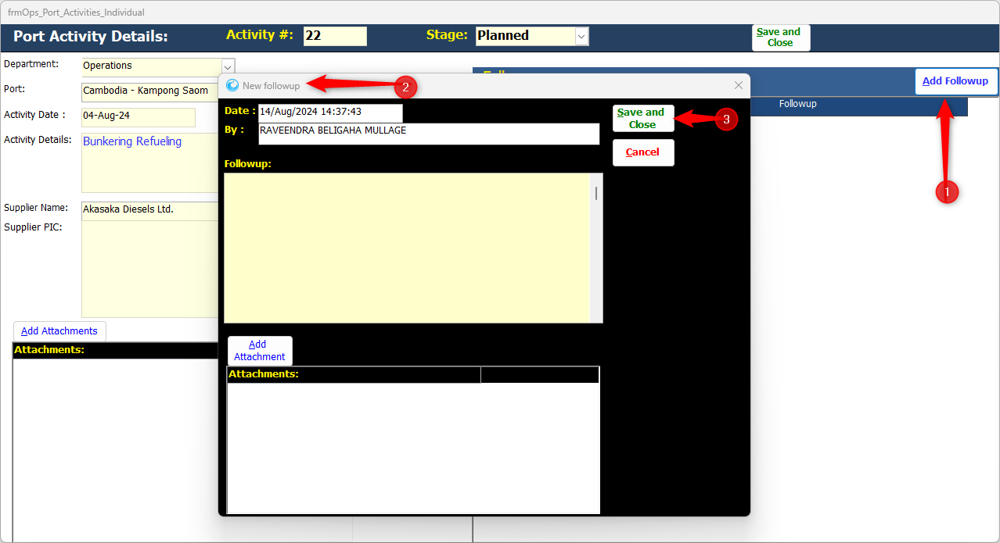 frmOps_Port_Activities_Individual
Port Activity Details:
Activity #: 22
Stage: Planned
Save and
Close
Department: Operations
Port: Cambodia - Kampong Saom
Activity Date : 04-Aug-24
Activity Details: Bunkering Refueling
Supplier Name: Akasaka Diesels Ltd.
Supplier PIC:
Add Attachments
Attachments:
Add Followup
Followup
1
New followup
2
Date : 14/Aug/2024 14:37:43
By : RAVEENDRA BELIGAHA MULLAGE
Save and
Close
3
Cancel
Followup:
Add
Attachment
Attachments: